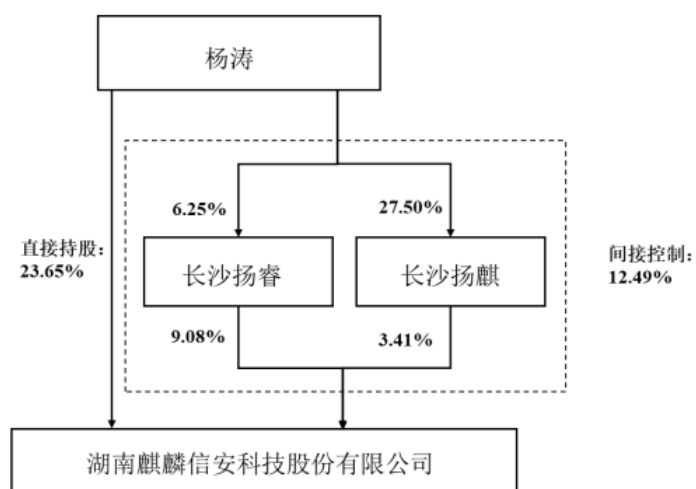 杨涛
6.25%
27.50%
直接持股：
23.65%
长沙扬睿
长沙扬麒
间接控制：
12.49%
9.08%
3.41%
湖南麒麟信安科技股份有限公司